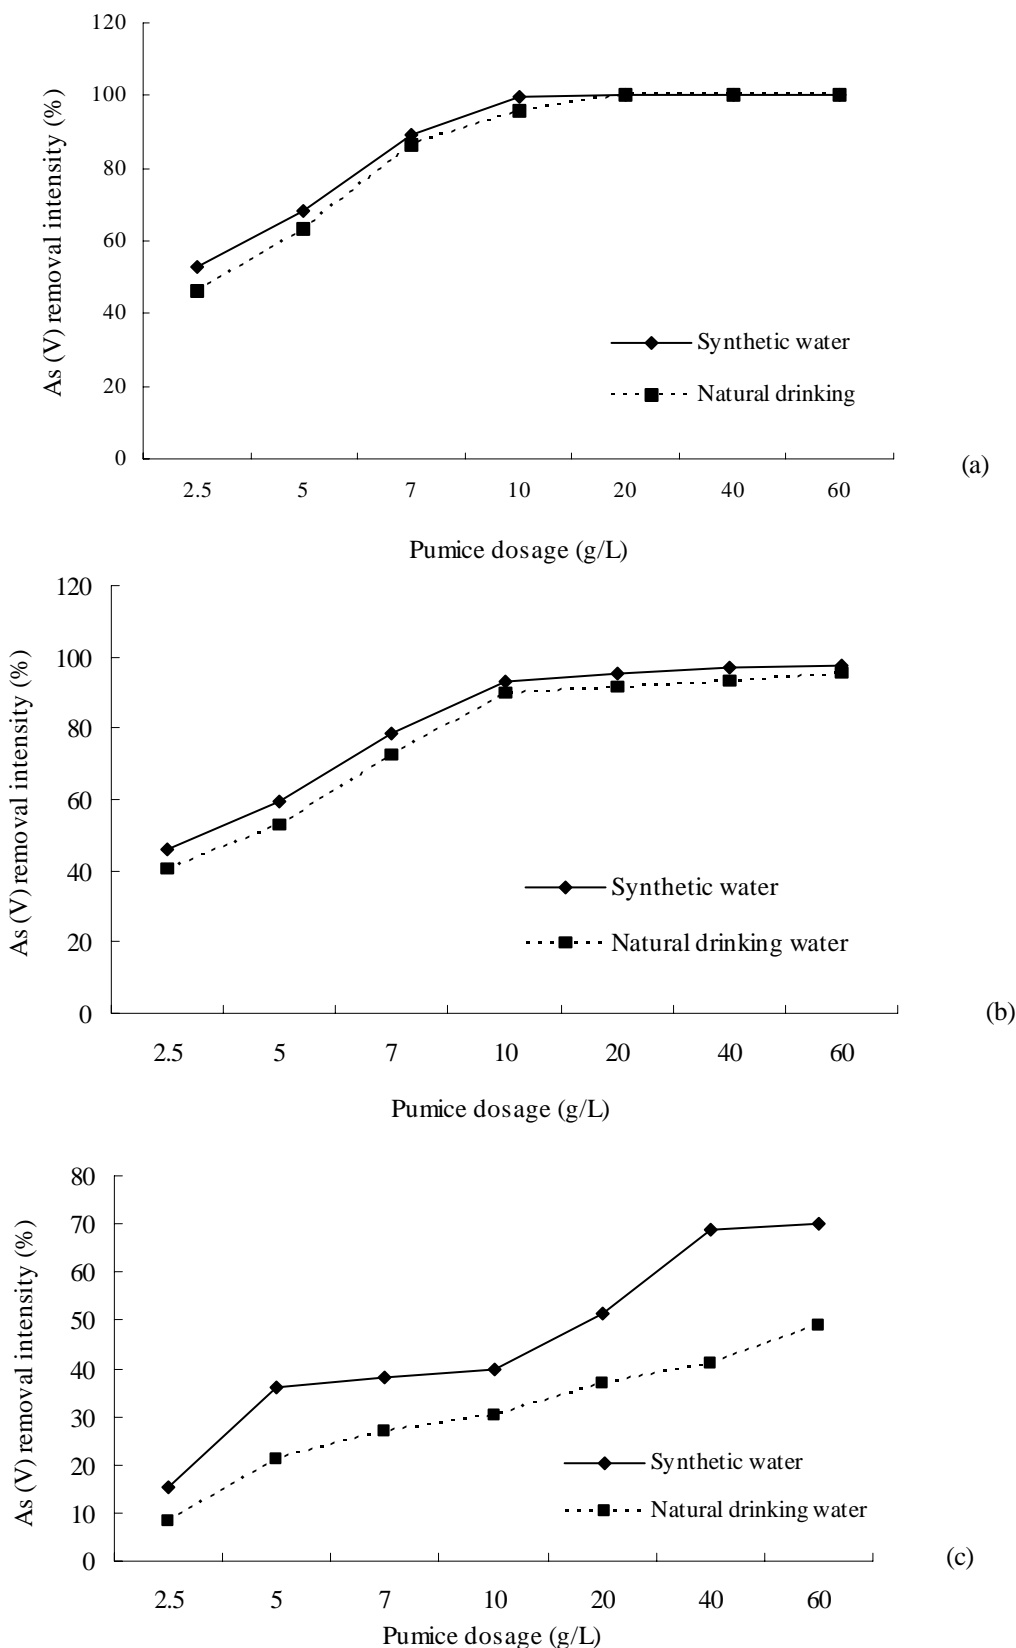 120
100
80
60
40
20
0
As (V) removal intensity (%)
Synthetic water
Natural drinking
2.5 5 7 10 20 40 60
Pumice dosage (g/L)
(a)
120
100
80
60
40
20
0
As (V) removal intensity (%)
Synthetic water
Natural drinking water
2.5 5 7 10 20 40 60
Pumice dosage (g/L)
(b)
80
70
60
50
40
30
20
10
0
As (V) removal intensity (%)
Synthetic water
Natural drinking water
2.5 5 7 10 20 40 60
Pumice dosage (g/L)
(c)